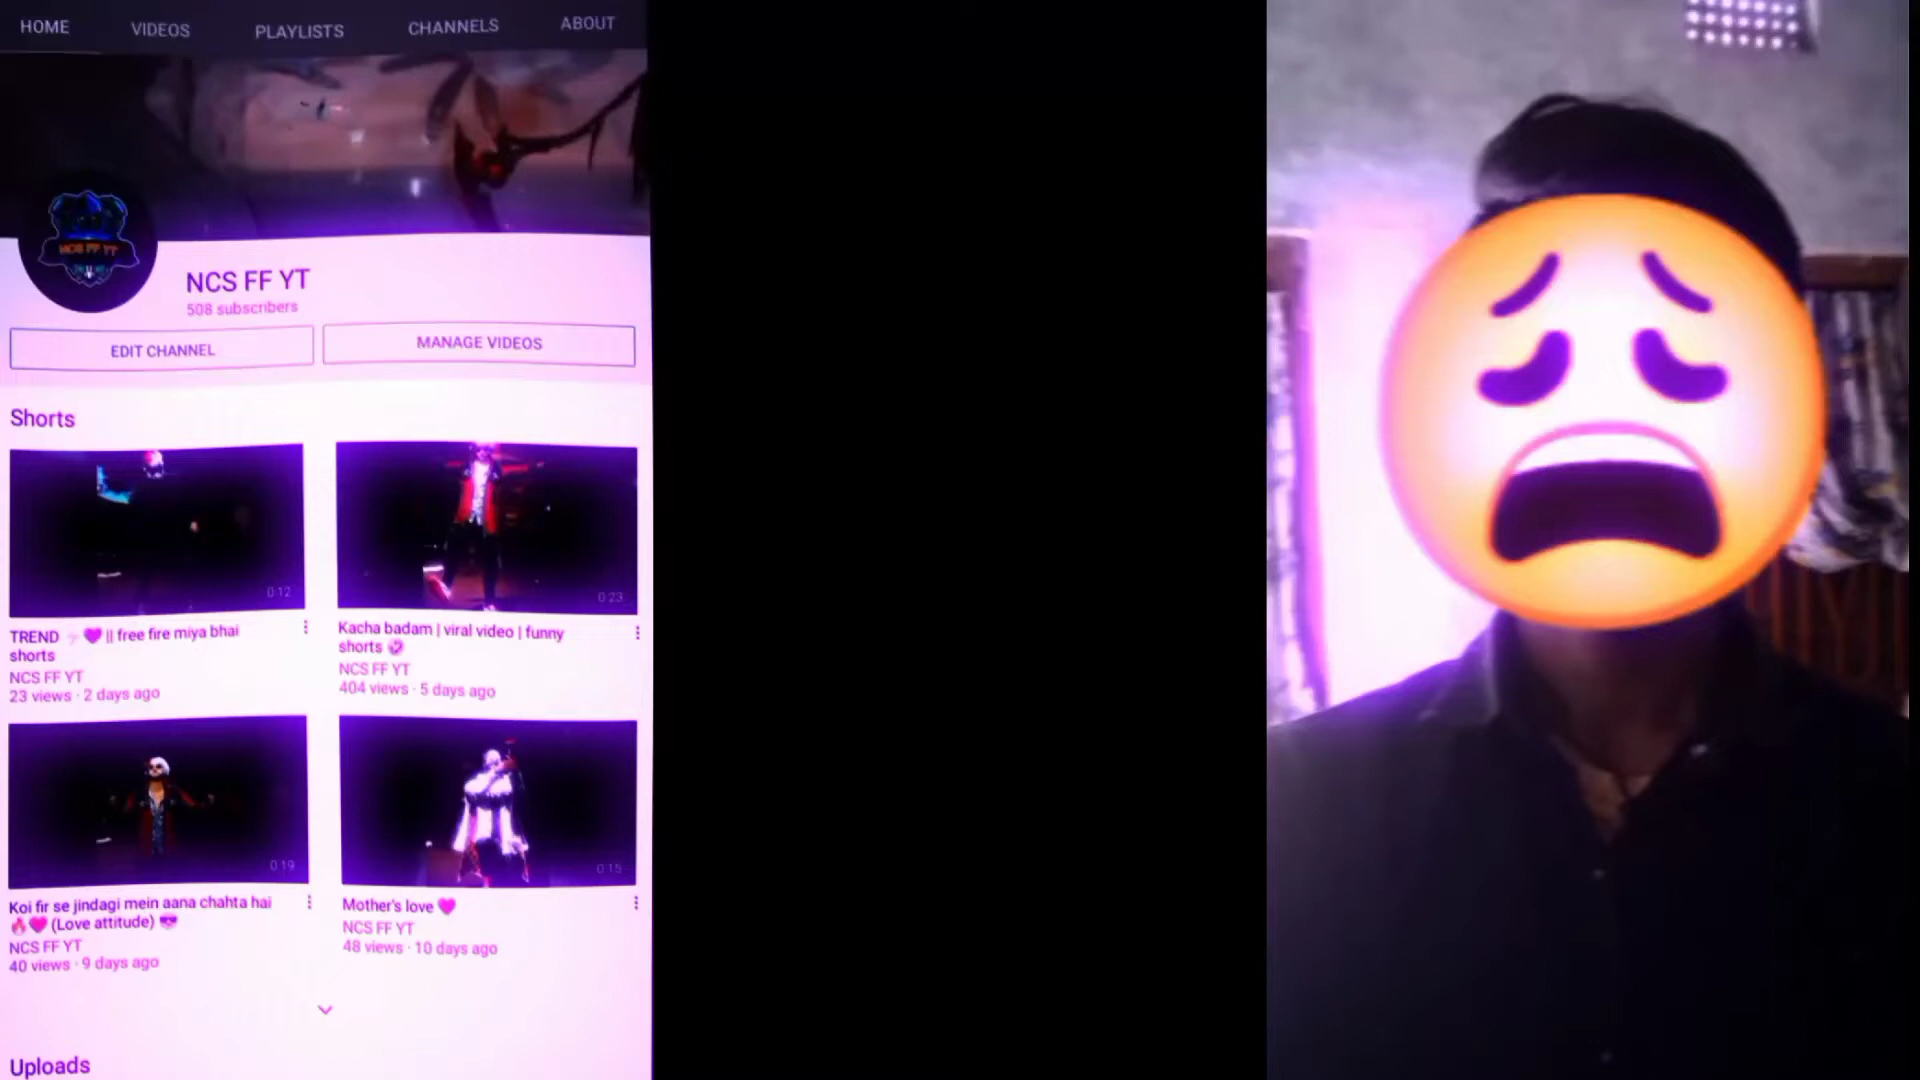 HOME VIDEOS PLAYLISTS CHANNELS ABOUT
NCS FF YT
NCS FF YT
508 subscribers
EDIT CHANNEL MANAGE VIDEOS
Shorts
0:12
0:23
TREND 💜 || free fire miya bhai
shorts
NCS FF YT
23 views · 2 days ago
Kacha badam | viral video | funny
shorts 🤣
NCS FF YT
404 views · 5 days ago
0:19
0:15
Koi fir se jindagi mein aana chahta hai
🔥💜 (Love attitude) 😎
NCS FF YT
40 views · 9 days ago
Mother's love 💜
NCS FF YT
48 views · 10 days ago
Uploads